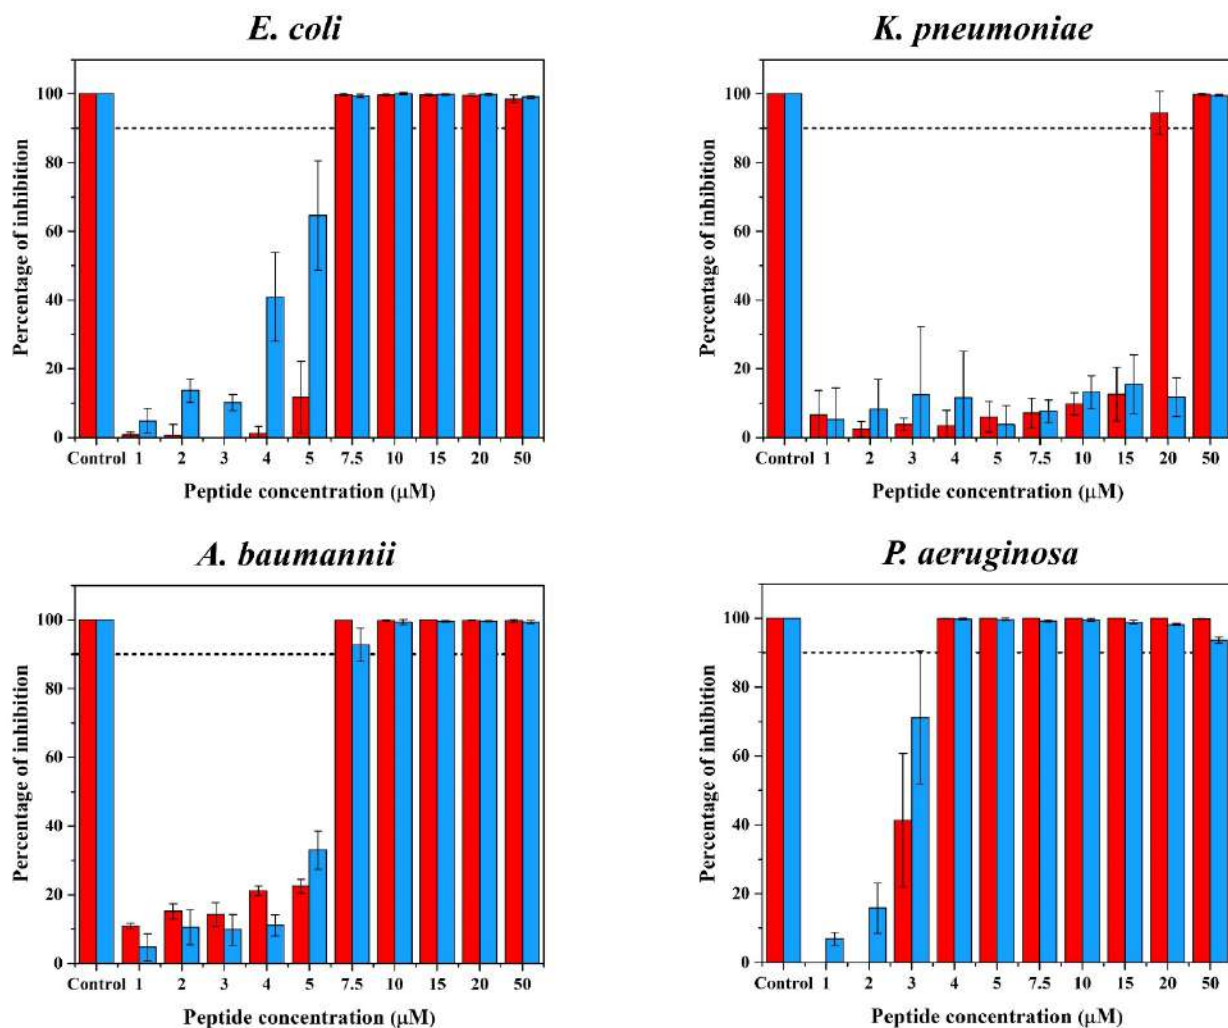 E. coli
Percentage of inhibition
100
80
60
40
20
0
Control 1 2 3 4 5 7.5 10 15 20 50
Peptide concentration (μM)
K. pneumoniae
Percentage of inhibition
100
80
60
40
20
0
Control 1 2 3 4 5 7.5 10 15 20 50
Peptide concentration (μM)
A. baumannii
Percentage of inhibition
100
80
60
40
20
0
Control 1 2 3 4 5 7.5 10 15 20 50
Peptide concentration (μM)
P. aeruginosa
Percentage of inhibition
100
80
60
40
20
0
Control 1 2 3 4 5 7.5 10 15 20 50
Peptide concentration (μM)